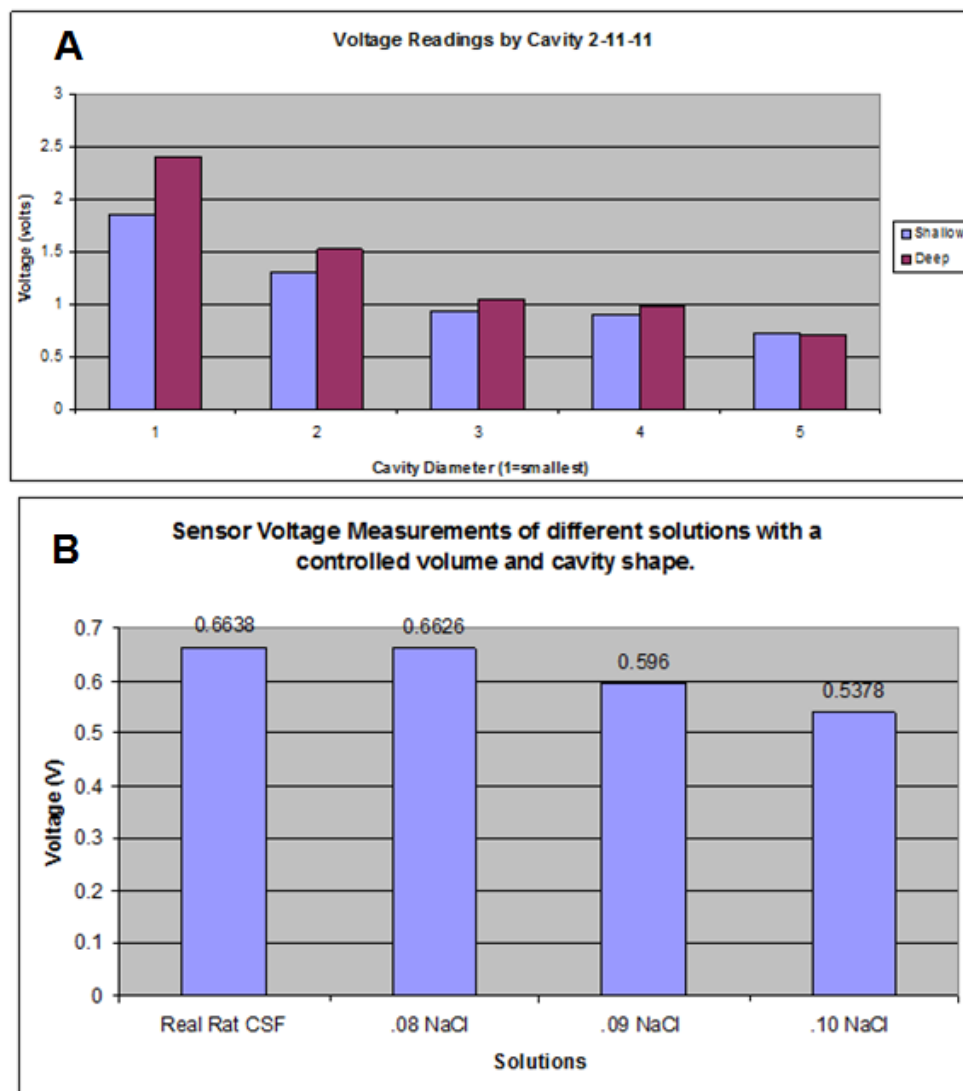 A
Voltage Readings by Cavity 2-11-11
3
2.5
2
1.5
1
0.5
0
Voltage (volts)
1 2 3 4 5
Cavity Diameter (1=smallest)
Shallow
Deep
B
Sensor Voltage Measurements of different solutions with a
controlled volume and cavity shape.
0.7
0.6
0.5
0.4
0.3
0.2
0.1
0
Voltage (V)
0.6638 0.6626 0.596 0.5378
Real Rat CSF .08 NaCl .09 NaCl .10 NaCl
Solutions